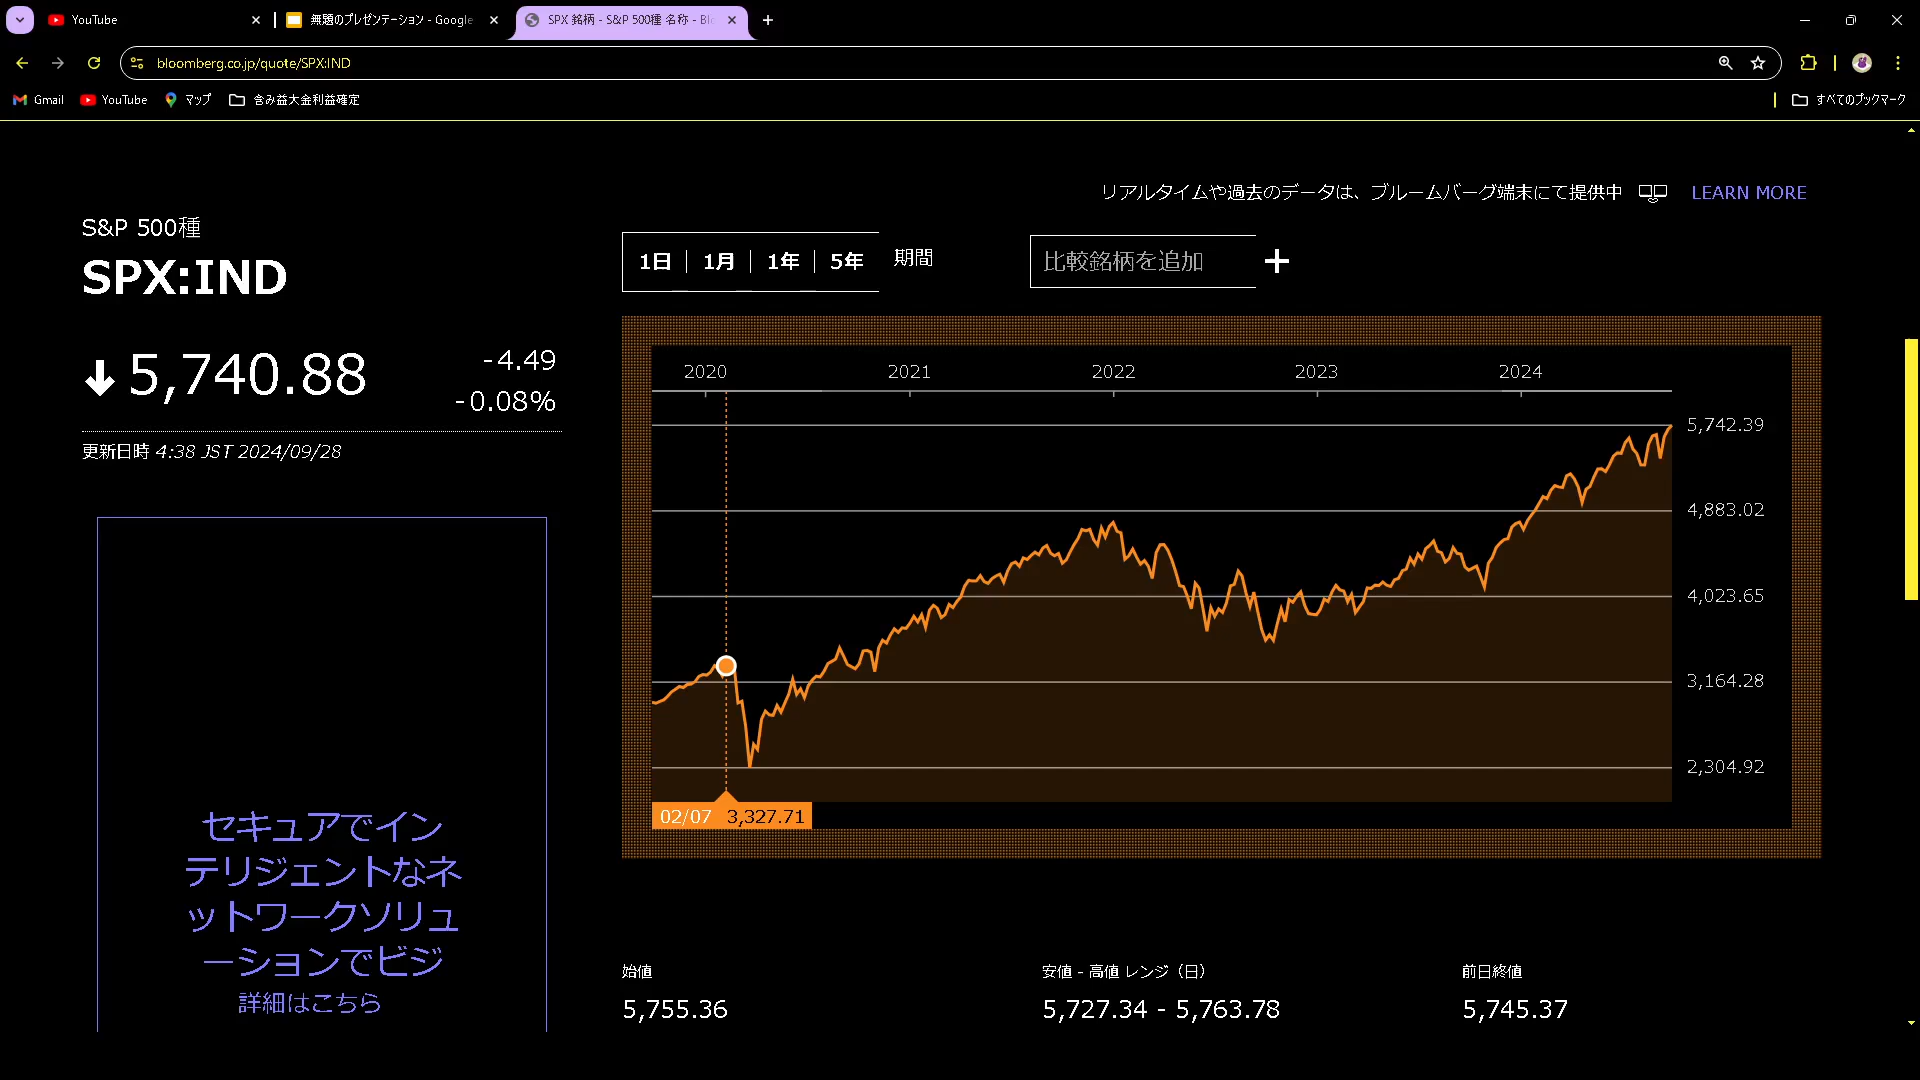 YouTube
無題のプレゼンテーション - Google
SPX 銘柄 - S&P 500種 名称 - Bl
bloomberg.co.jp/quote/SPX:IND
Gmail
YouTube
マップ
含み益大金利益確定
すべてのブックマーク
リアルタイムや過去のデータは、ブルームバーグ端末にて提供中
LEARN MORE
S&P 500種
SPX:IND
5,740.88
-4.49
-0.08%
更新日時 4:38 JST 2024/09/28
1日 1月 1年 5年
期間
比較銘柄を追加
2020 2021 2022 2023 2024
5,742.39
4,883.02
4,023.65
3,164.28
2,304.92
02/07 3,327.71
セキュアでイン
テリジェントなネ
ットワークソリュ
ーションでビジ
詳細はこちら
始値
5,755.36
安値 - 高値 レンジ（日）
5,727.34 - 5,763.78
前日終値
5,745.37